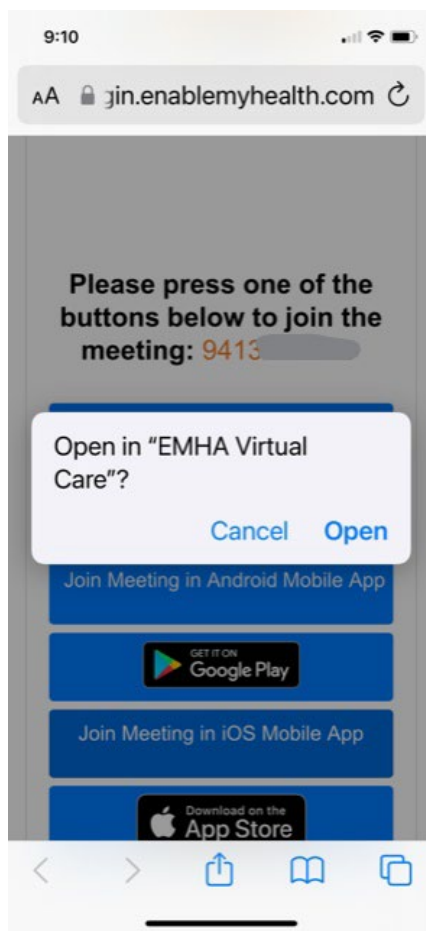 9:10
AA gin.enablemyhealth.com
Please press one of the
buttons below to join the
meeting: 9413
Open in “EMHA Virtual
Care”?
Cancel Open
Join Meeting in Android Mobile App
GET IT ON
Google Play
Join Meeting in iOS Mobile App
Download on the
App Store